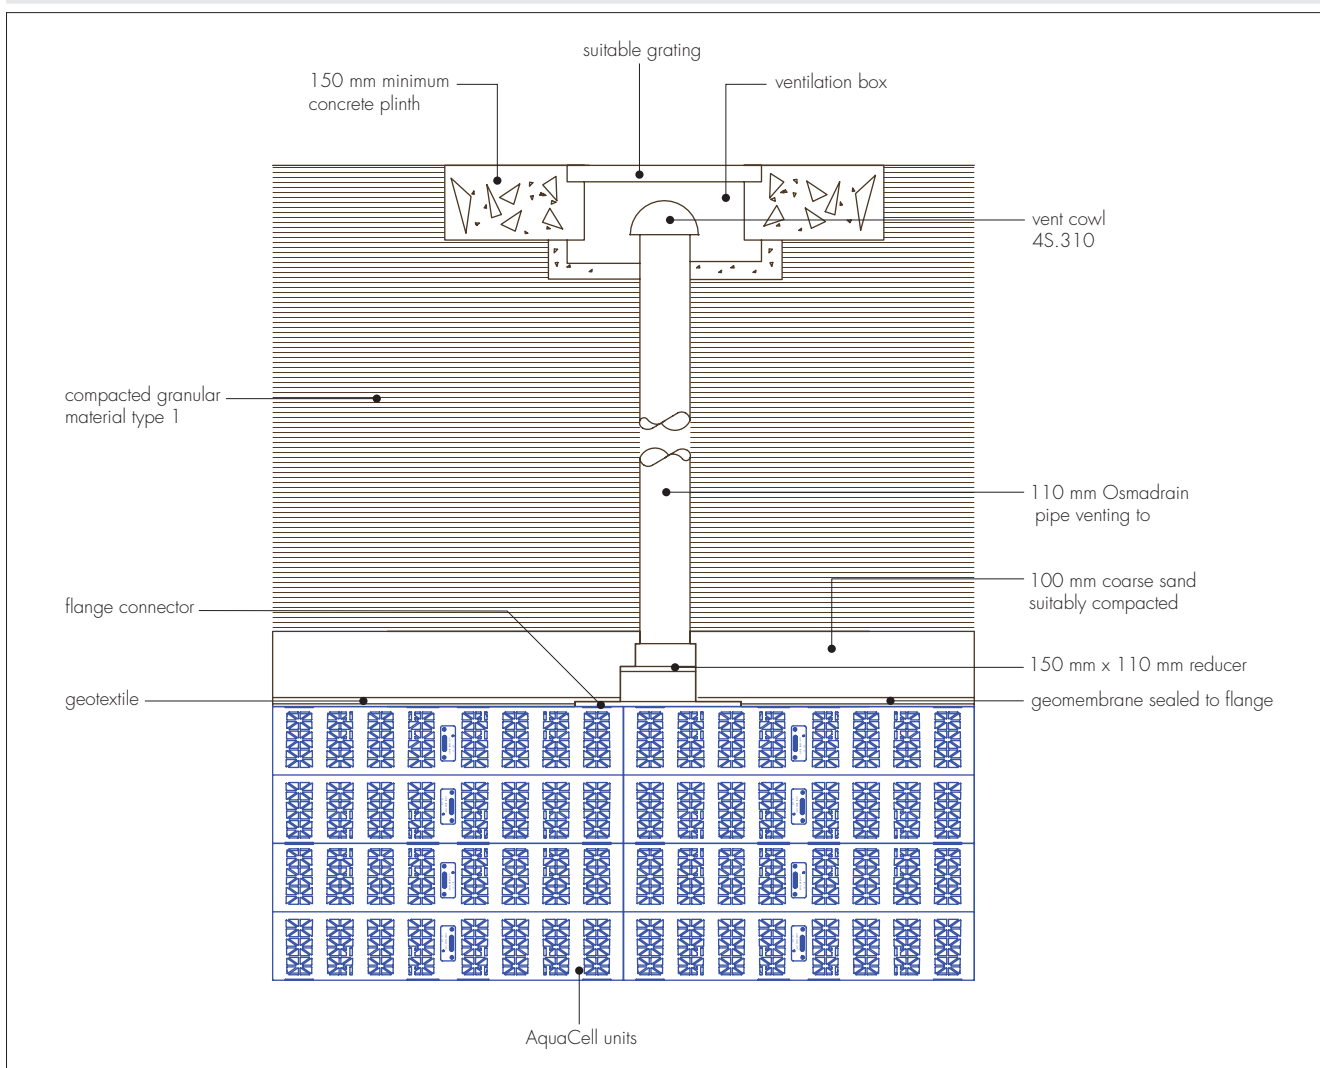 suitable grating
150 mm minimum
concrete plinth
ventilation box
vent cowl
4S.310
compacted granular
material type 1
110 mm Osmadrain
pipe venting to
100 mm coarse sand
suitably compacted
flange connector
150 mm x 110 mm reducer
geotextile
geomembrane sealed to flange
AquaCell units